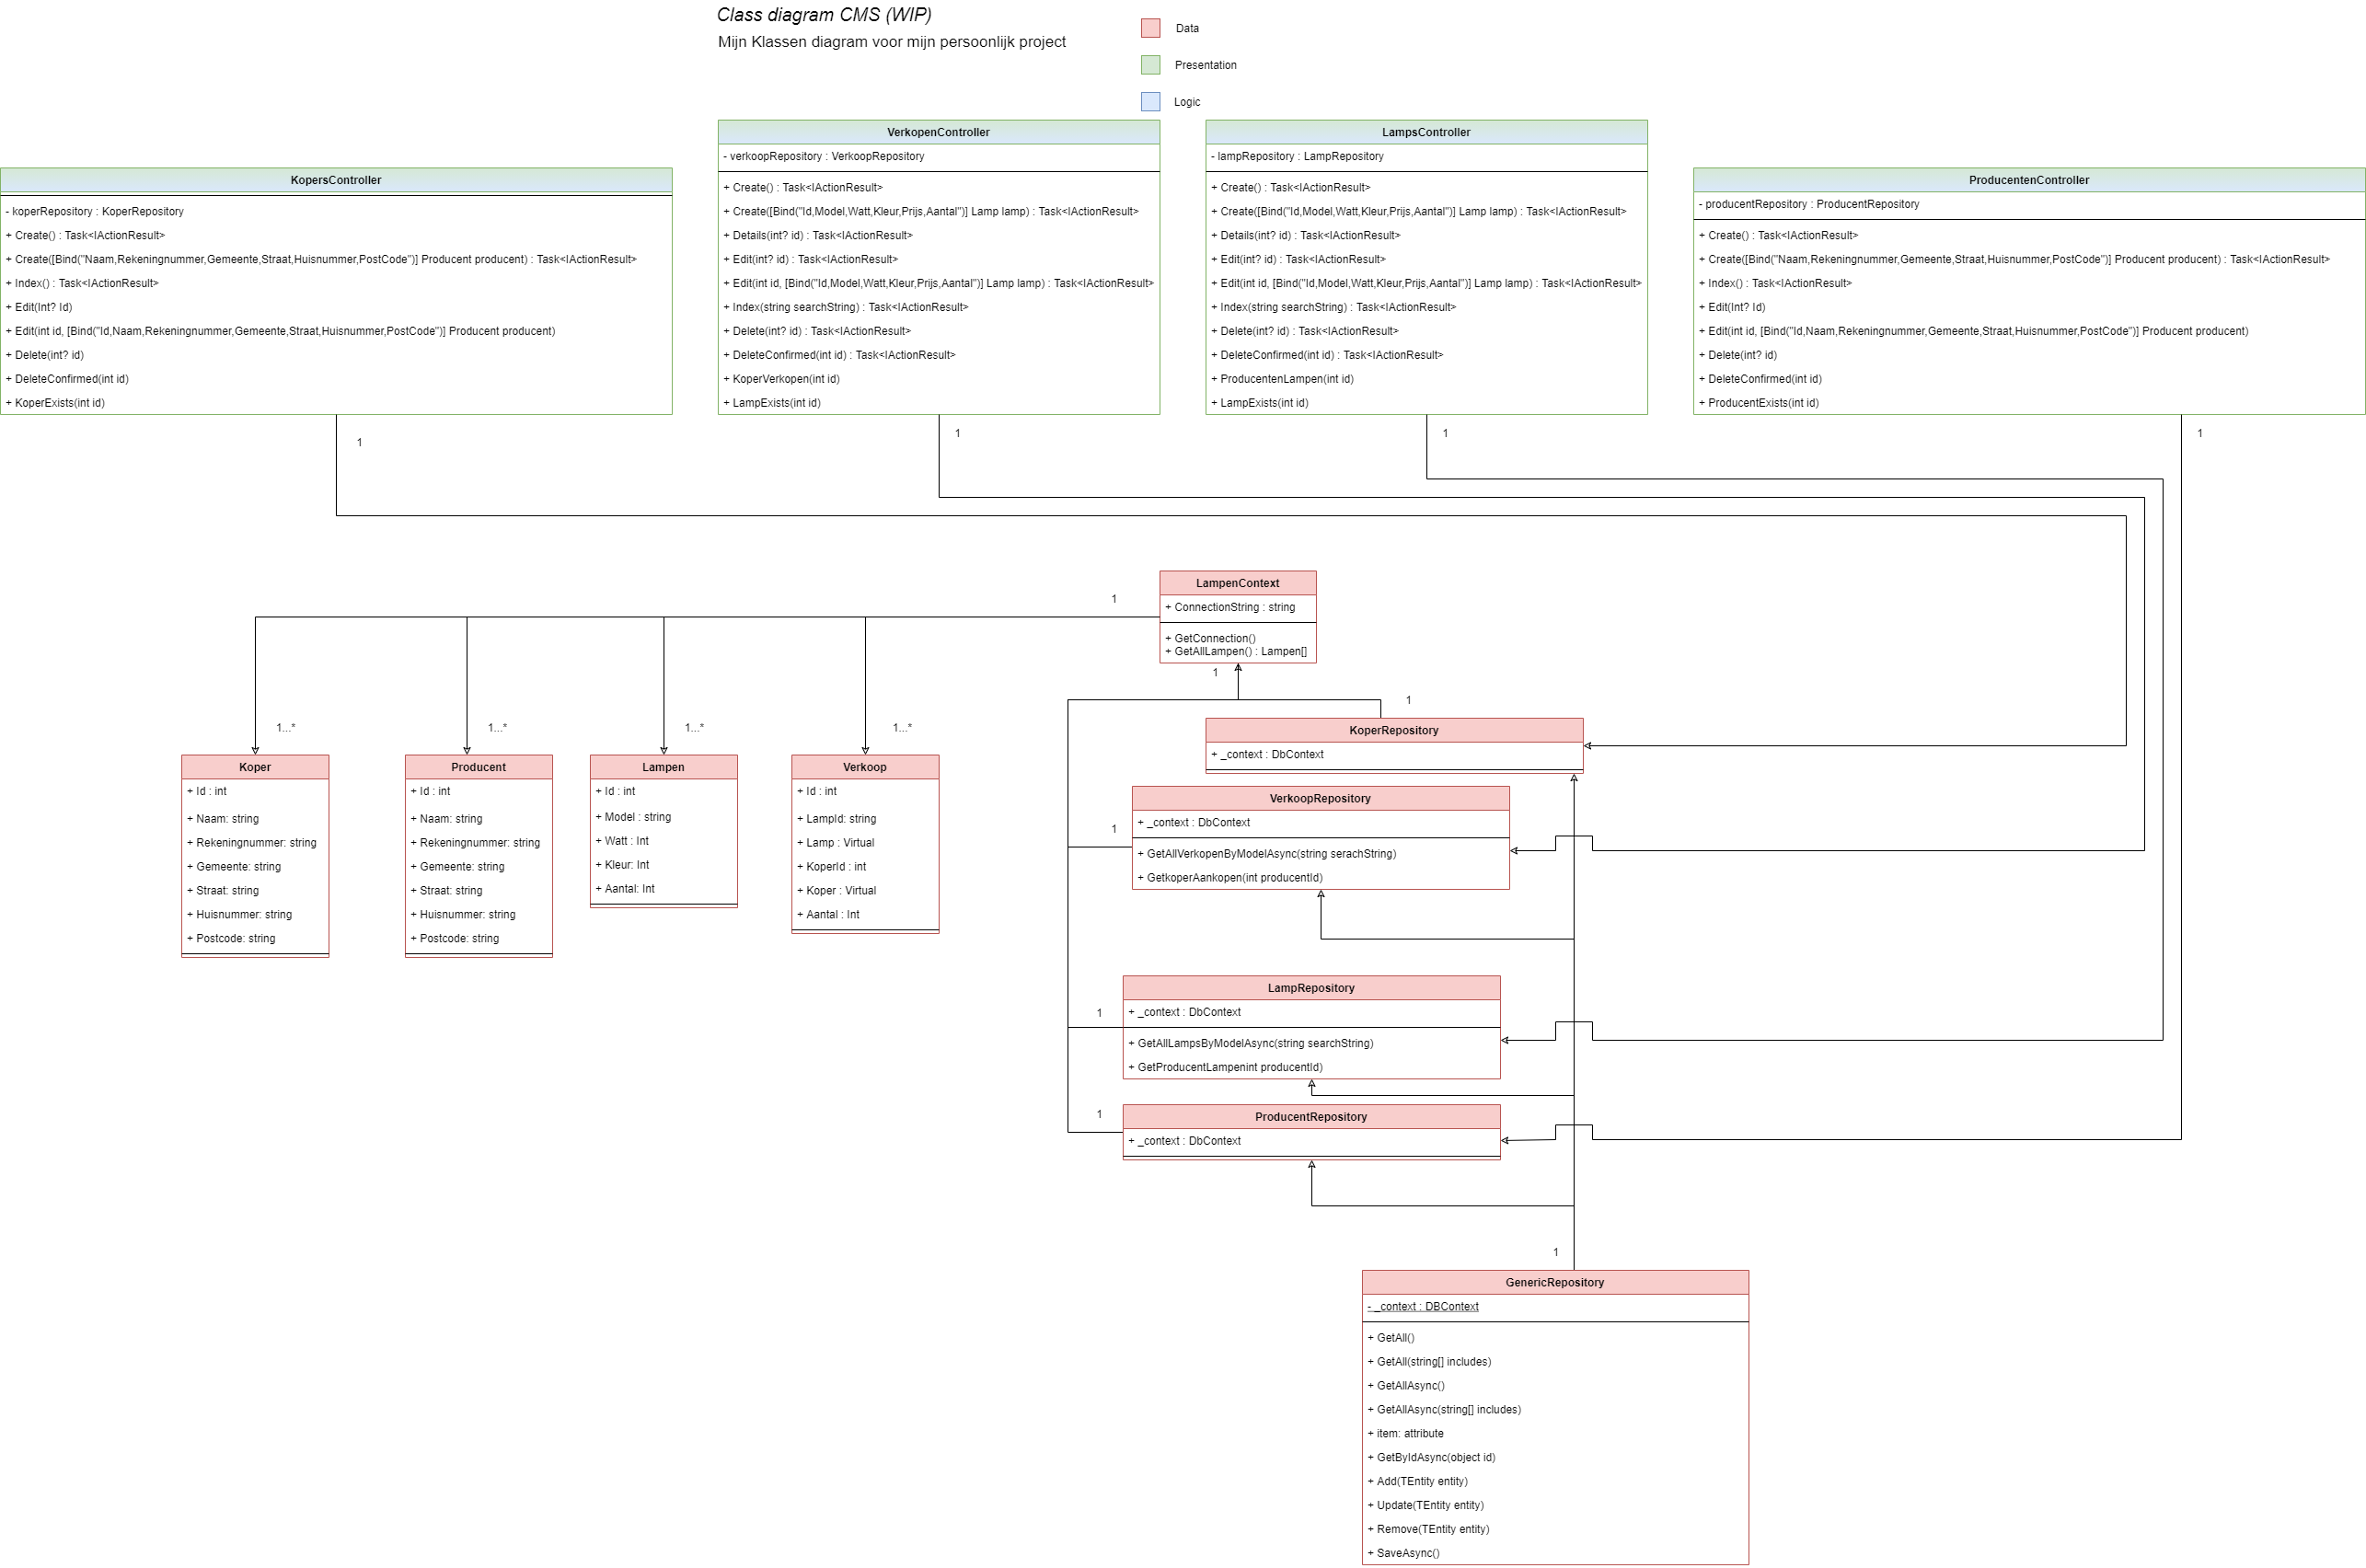 Class diagram CMS (WIP)
Mijn Klassen diagram voor mijn persoonlijk project
Data
Presentation
Logic
KopersController
- koperRepository : KoperRepository
+ Create() : Task<IActionResult>
+ Create([Bind("Naam,Rekeningnummer,Gemeente,Straat,Huisnummer,PostCode")] Producent producent) : Task<IActionResult>
+ Index() : Task<IActionResult>
+ Edit(Int? Id)
+ Edit(int id, [Bind("Id,Naam,Rekeningnummer,Gemeente,Straat,Huisnummer,PostCode")] Producent producent)
+ Delete(int? id)
+ DeleteConfirmed(int id)
+ KoperExists(int id)
VerkopenController
- verkoopRepository : VerkoopRepository
+ Create() : Task<IActionResult>
+ Create([Bind("Id,Model,Watt,Kleur,Prijs,Aantal")] Lamp lamp) : Task<IActionResult>
+ Details(int? id) : Task<IActionResult>
+ Edit(int? id) : Task<IActionResult>
+ Edit(int id, [Bind("Id,Model,Watt,Kleur,Prijs,Aantal")] Lamp lamp) : Task<IActionResult>
+ Index(string searchString) : Task<IActionResult>
+ Delete(int? id) : Task<IActionResult>
+ DeleteConfirmed(int id) : Task<IActionResult>
+ KoperVerkopen(int id)
+ LampExists(int id)
LampsController
- lampRepository : LampRepository
+ Create() : Task<IActionResult>
+ Create([Bind("Id,Model,Watt,Kleur,Prijs,Aantal")] Lamp lamp) : Task<IActionResult>
+ Details(int? id) : Task<IActionResult>
+ Edit(int? id) : Task<IActionResult>
+ Edit(int id, [Bind("Id,Model,Watt,Kleur,Prijs,Aantal")] Lamp lamp) : Task<IActionResult>
+ Index(string searchString) : Task<IActionResult>
+ Delete(int? id) : Task<IActionResult>
+ DeleteConfirmed(int id) : Task<IActionResult>
+ ProducentenLampen(int id)
+ LampExists(int id)
ProducentenController
- producentRepository : ProducentRepository
+ Create() : Task<IActionResult>
+ Create([Bind("Naam,Rekeningnummer,Gemeente,Straat,Huisnummer,PostCode")] Producent producent) : Task<IActionResult>
+ Index() : Task<IActionResult>
+ Edit(Int? Id)
+ Edit(int id, [Bind("Id,Naam,Rekeningnummer,Gemeente,Straat,Huisnummer,PostCode")] Producent producent)
+ Delete(int? id)
+ DeleteConfirmed(int id)
+ ProducentExists(int id)
1
1
1
1
LampenContext
+ ConnectionString : string
+ GetConnection()
+ GetAllLampen() : Lampen[]
1
1
1
1...*
1...*
1...*
1...*
Koper
+ Id : int
+ Naam: string
+ Rekeningnummer: string
+ Gemeente: string
+ Straat: string
+ Huisnummer: string
+ Postcode: string
Producent
+ Id : int
+ Naam: string
+ Rekeningnummer: string
+ Gemeente: string
+ Straat: string
+ Huisnummer: string
+ Postcode: string
Lampen
+ Id : int
+ Model : string
+ Watt : Int
+ Kleur: Int
+ Aantal: Int
Verkoop
+ Id : int
+ LampId: string
+ Lamp : Virtual
+ KoperId : int
+ Koper : Virtual
+ Aantal : Int
KoperRepository
+ _context : DbContext
VerkoopRepository
+ _context : DbContext
1
+ GetAllVerkopenByModelAsync(string serachString)
+ GetkoperAankopen(int producentId)
LampRepository
+ _context : DbContext
1
+ GetAllLampsByModelAsync(string searchString)
+ GetProducentLampenint producentId)
ProducentRepository
1
+ _context : DbContext
1
GenericRepository
- _context : DBContext
+ GetAll()
+ GetAll(string[] includes)
+ GetAllAsync()
+ GetAllAsync(string[] includes)
+ item: attribute
+ GetByIdAsync(object id)
+ Add(TEntity entity)
+ Update(TEntity entity)
+ Remove(TEntity entity)
+ SaveAsync()